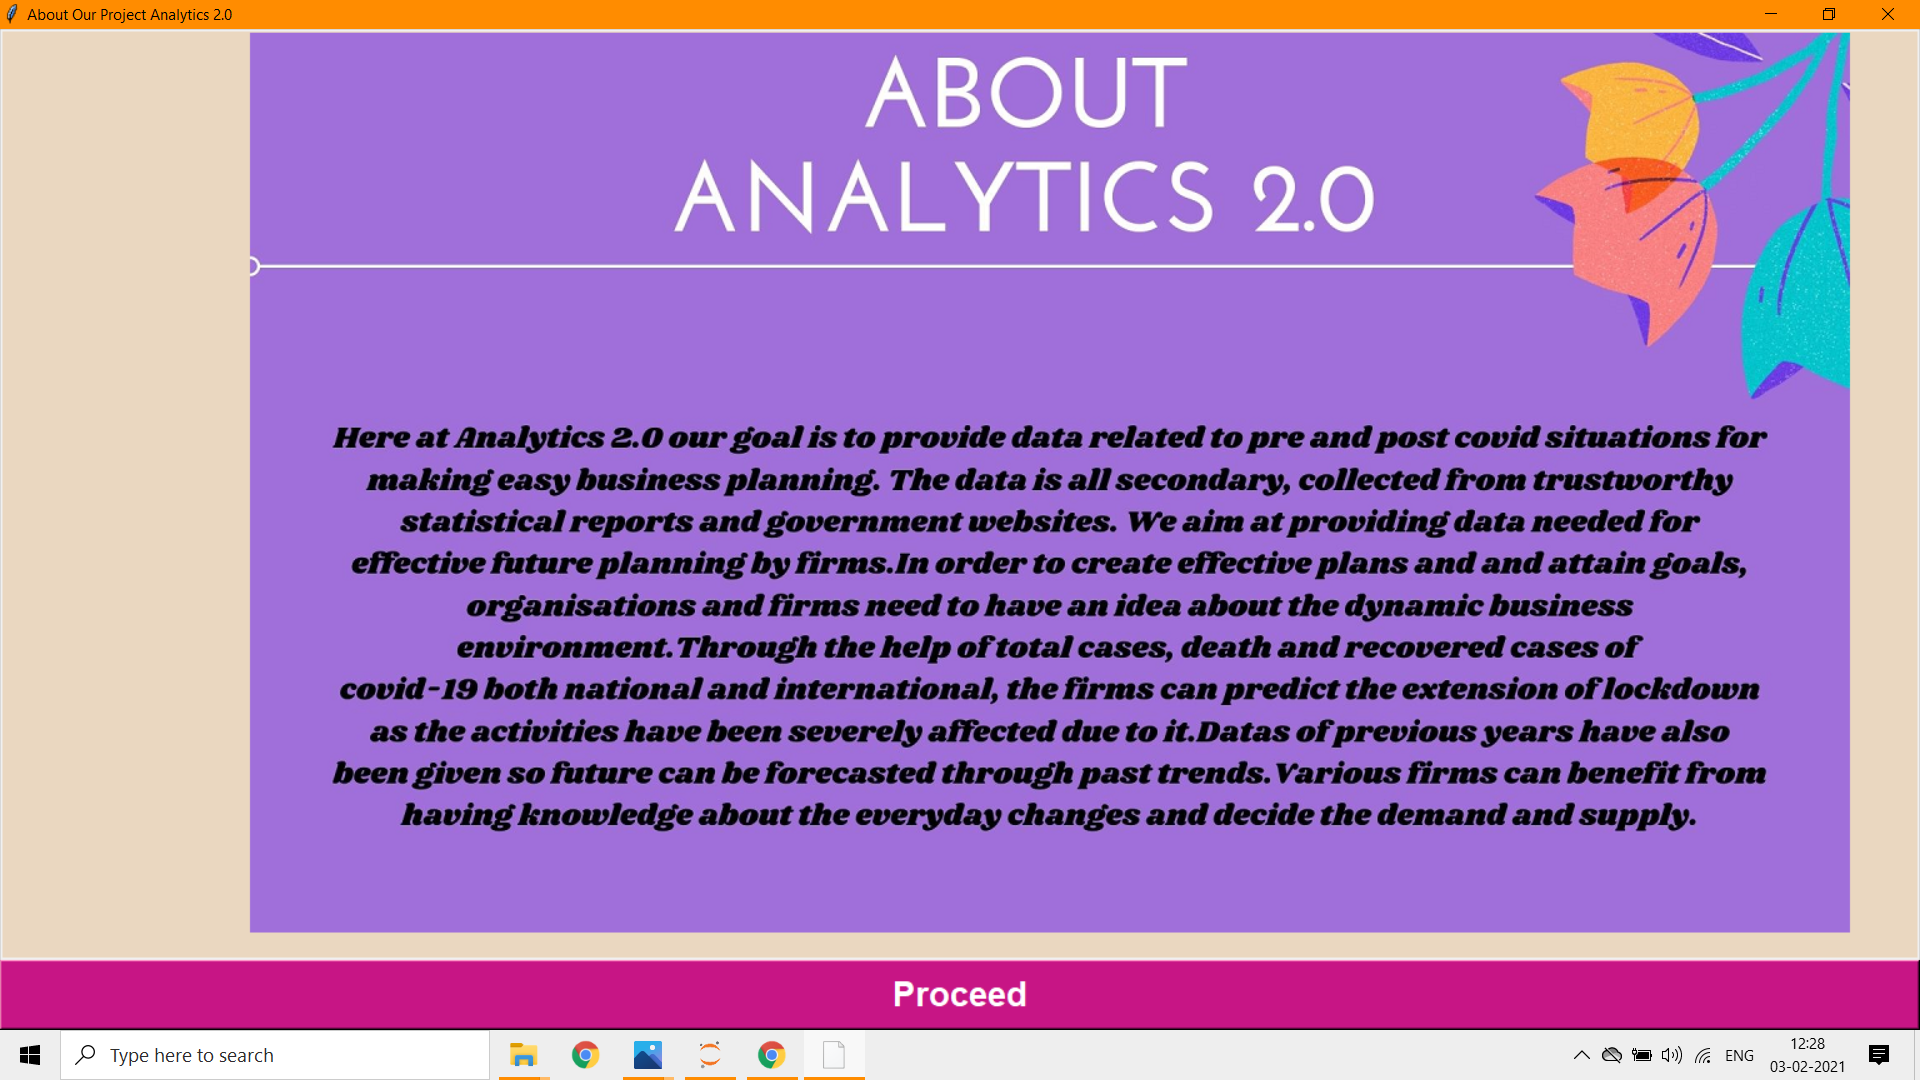 About Our Project Analytics 2.0
ABOUT
ANALYTICS 2.0
Here at Analytics 2.0 our goal is to provide data related to pre and post covid situations for
making easy business planning. The data is all secondary, collected from trustworthy
statistical reports and government websites. We aim at providing data needed for
effective future planning by firms.In order to create effective plans and and attain goals,
organisations and firms need to have an idea about the dynamic business
environment.Through the help of total cases, death and recovered cases of
covid-19 both national and international, the firms can predict the extension of lockdown
as the activities have been severely affected due to it.Datas of previous years have also
been given so future can be forecasted through past trends.Various firms can benefit from
having knowledge about the everyday changes and decide the demand and supply.
Proceed
Type here to search
ENG
12:28
03-02-2021